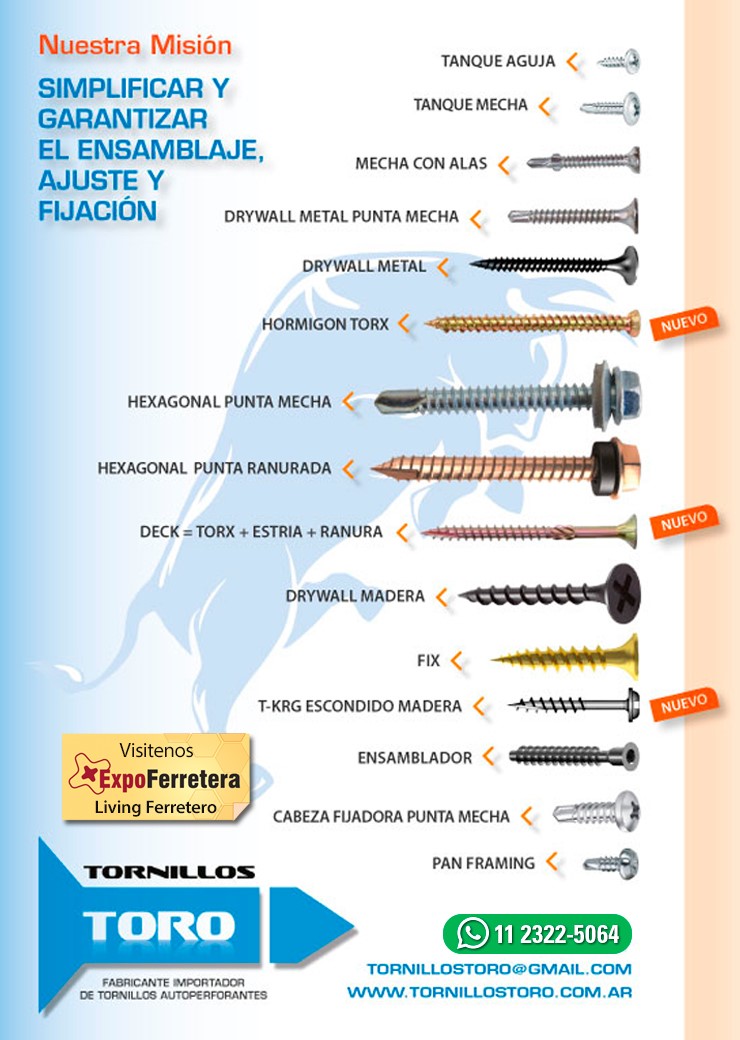 Nuestra Misión
SIMPLIFICAR Y
GARANTIZAR
EL ENSAMBLAJE,
AJUSTE Y
FIJACIÓN
TANQUE AGUJA
TANQUE MECHA
MECHA CON ALAS
DRYWALL METAL PUNTA MECHA
DRYWALL METAL
HORMIGON TORX
NUEVO
HEXAGONAL PUNTA MECHA
HEXAGONAL PUNTA RANURADA
DECK = TORX + ESTRIA + RANURA
NUEVO
DRYWALL MADERA
FIX
T-KRG ESCONDIDO MADERA
NUEVO
ENSAMBLADOR
CABEZA FIJADORA PUNTA MECHA
PAN FRAMING
Visitenos
ExpoFerretera
Living Ferretero
TORNILLOS
TORO
FABRICANTE IMPORTADOR
DE TORNILLOS AUTOPERFORANTES
11 2322-5064
TORNILLOSTORO@GMAIL.COM
WWW.TORNILLOSTORO.COM.AR